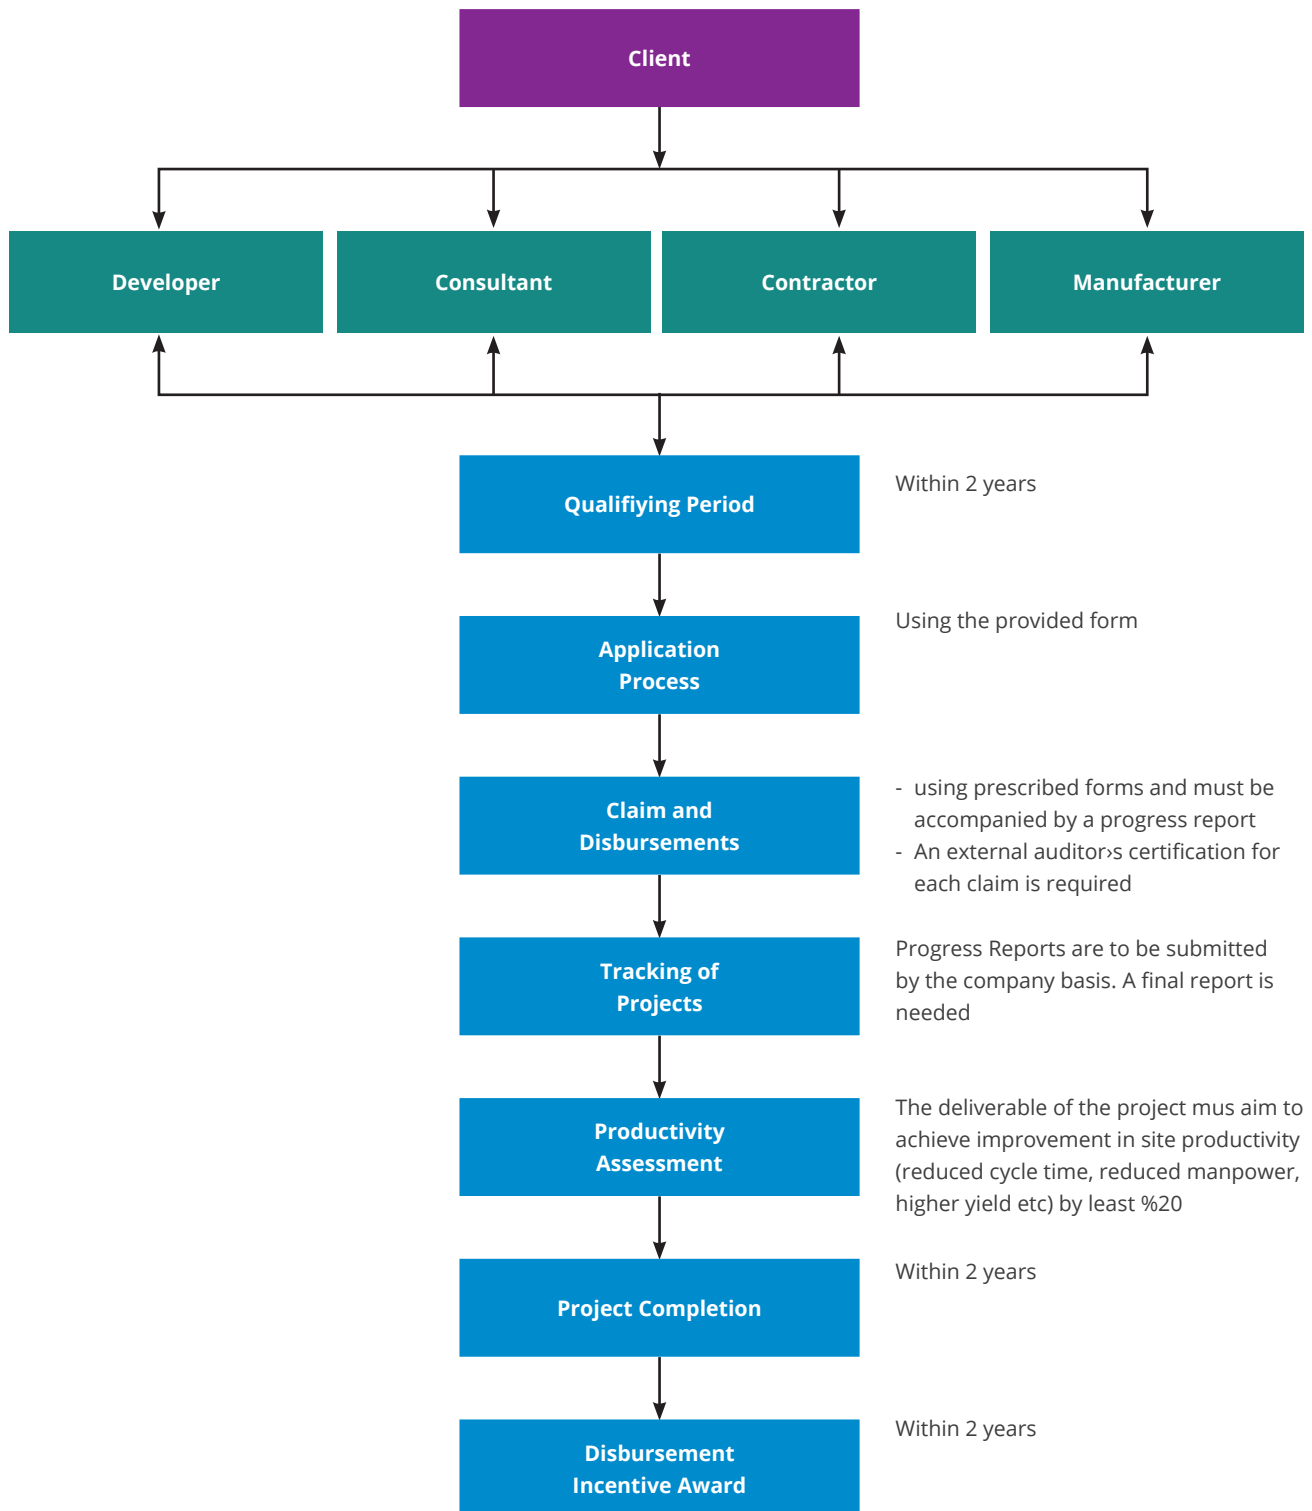 Client
Developer
Consultant
Contractor
Manufacturer
Qualifiying Period
Within 2 years
Application
Process
Using the provided form
Claim and
Disbursements
- using prescribed forms and must be
accompanied by a progress report
- An external auditor›s certification for
each claim is required
Tracking of
Projects
Progress Reports are to be submitted
by the company basis. A final report is
needed
Productivity
Assessment
The deliverable of the project mus aim to
achieve improvement in site productivity
(reduced cycle time, reduced manpower,
higher yield etc) by least %20
Project Completion
Within 2 years
Disbursement
Incentive Award
Within 2 years